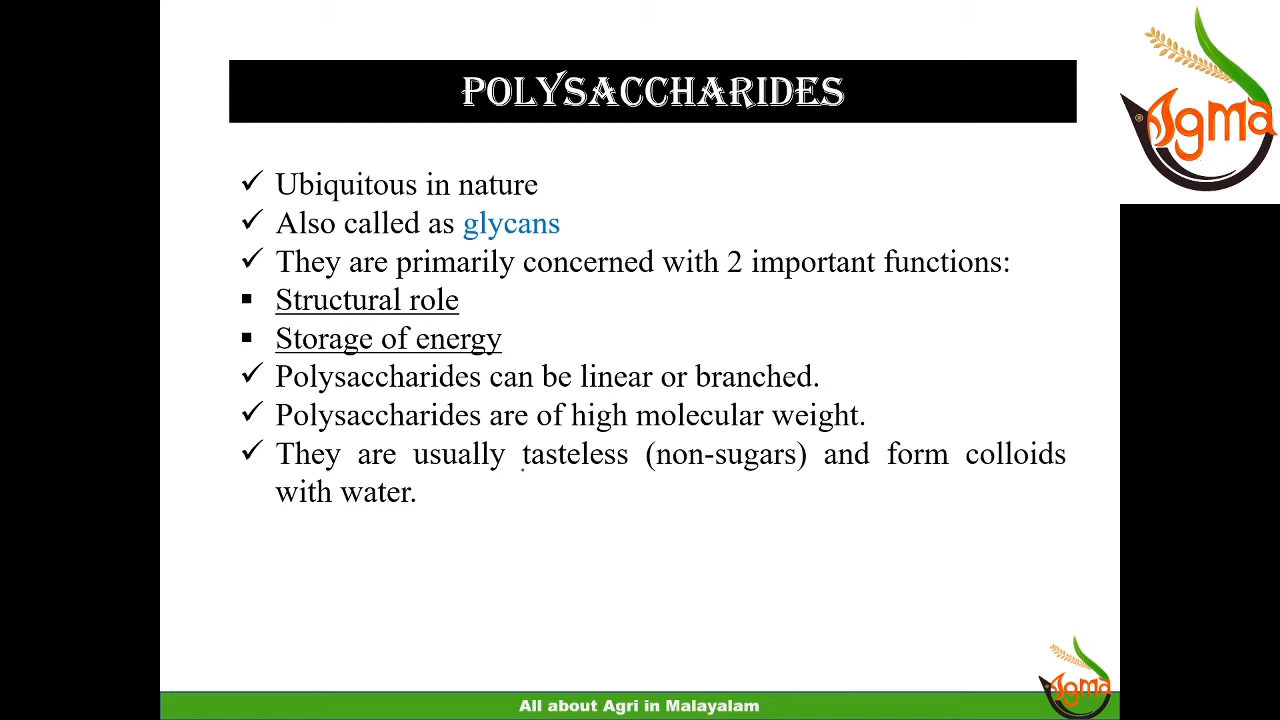 POLYSACCHARIDES
Agma
✓ Ubiquitous in nature
✓ Also called as glycans
✓ They are primarily concerned with 2 important functions:
▪ Structural role
▪ Storage of energy
✓ Polysaccharides can be linear or branched.
✓ Polysaccharides are of high molecular weight.
✓ They are usually tasteless (non-sugars) and form colloids
with water.
Agma
All about Agri in Malayalam